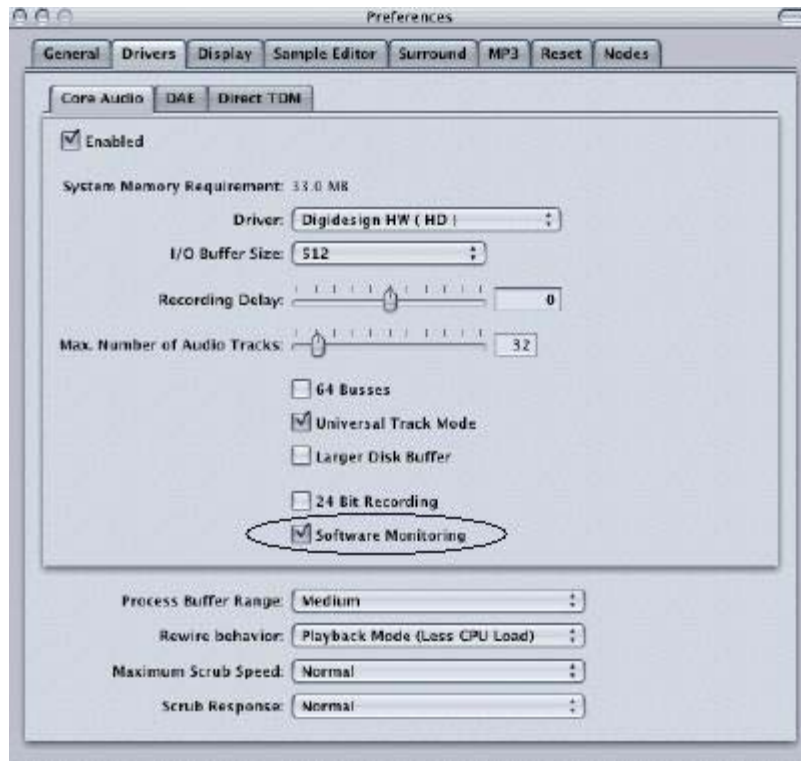 Preferences
General Drivers Display Sample Editor Surround MP3 Reset Nodes
Core Audio DAE Direct TDM
Enabled
System Memory Requirement: 33.0 MB
Driver: Digidesign HW ( HD )
I/O Buffer Size: 512
Recording Delay: 0
Max. Number of Audio Tracks: 32
64 Busses
Universal Track Mode
Larger Disk Buffer
24 Bit Recording
Software Monitoring
Process Buffer Range: Medium
Rewire behavior: Playback Mode (Less CPU Load)
Maximum Scrub Speed: Normal
Scrub Response: Normal